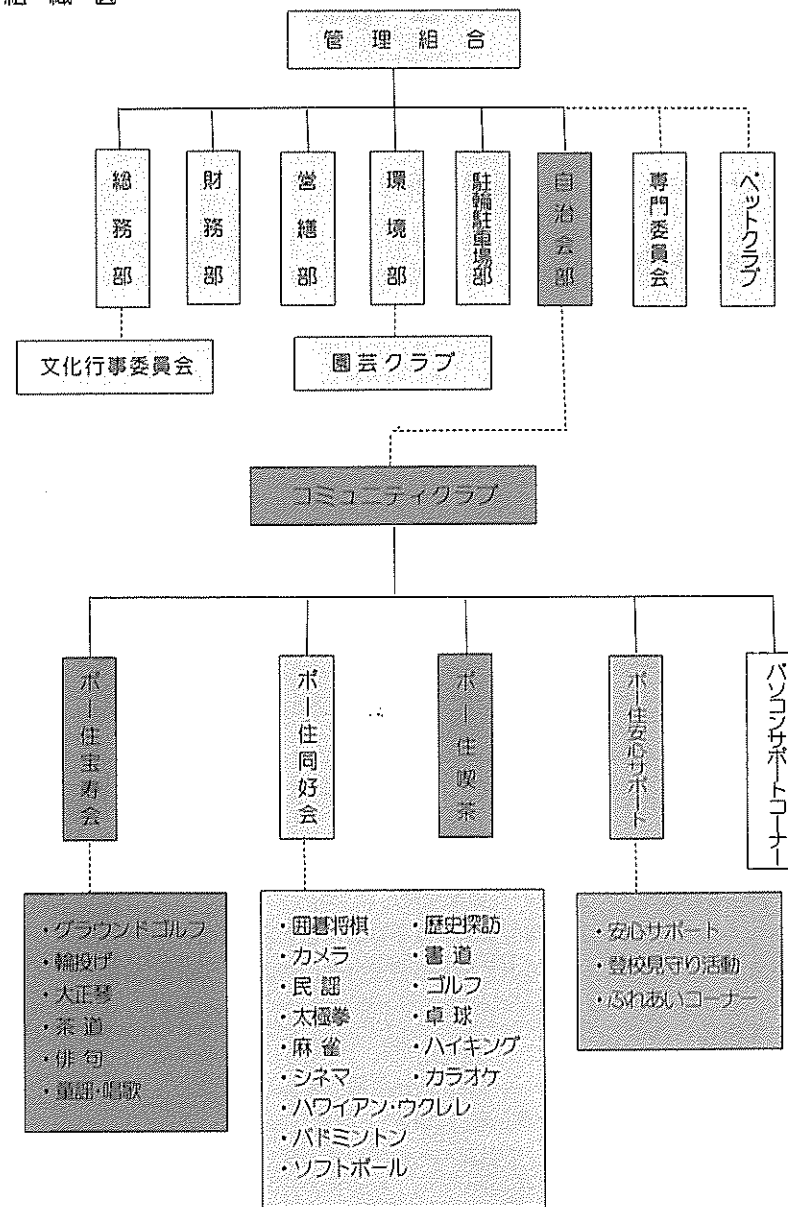 組織図
管理組合
総務部
財務部
営繕部
環境部
駐輪駐車場部
自治会部
専門委員会
ペットクラブ
文化行事委員会
園芸クラブ
コミュニティクラブ
ポー住宝寿会
ポー住同好会
ポー住喫茶
ポー住安心サポート
パソコンサポートコーナー
・グラウンドゴルフ
・輪投げ
・大正琴
・茶道
・俳句
・童謡・唱歌
・囲碁将棋 ・歴史探訪
・カメラ ・書道
・民謡 ・ゴルフ
・太極拳 ・卓球
・麻雀 ・ハイキング
・シネマ ・カラオケ
・ハワイアン・ウクレレ
・バドミントン
・ソフトボール
・安心サポート
・登校見守り活動
・ふれあいコーナー